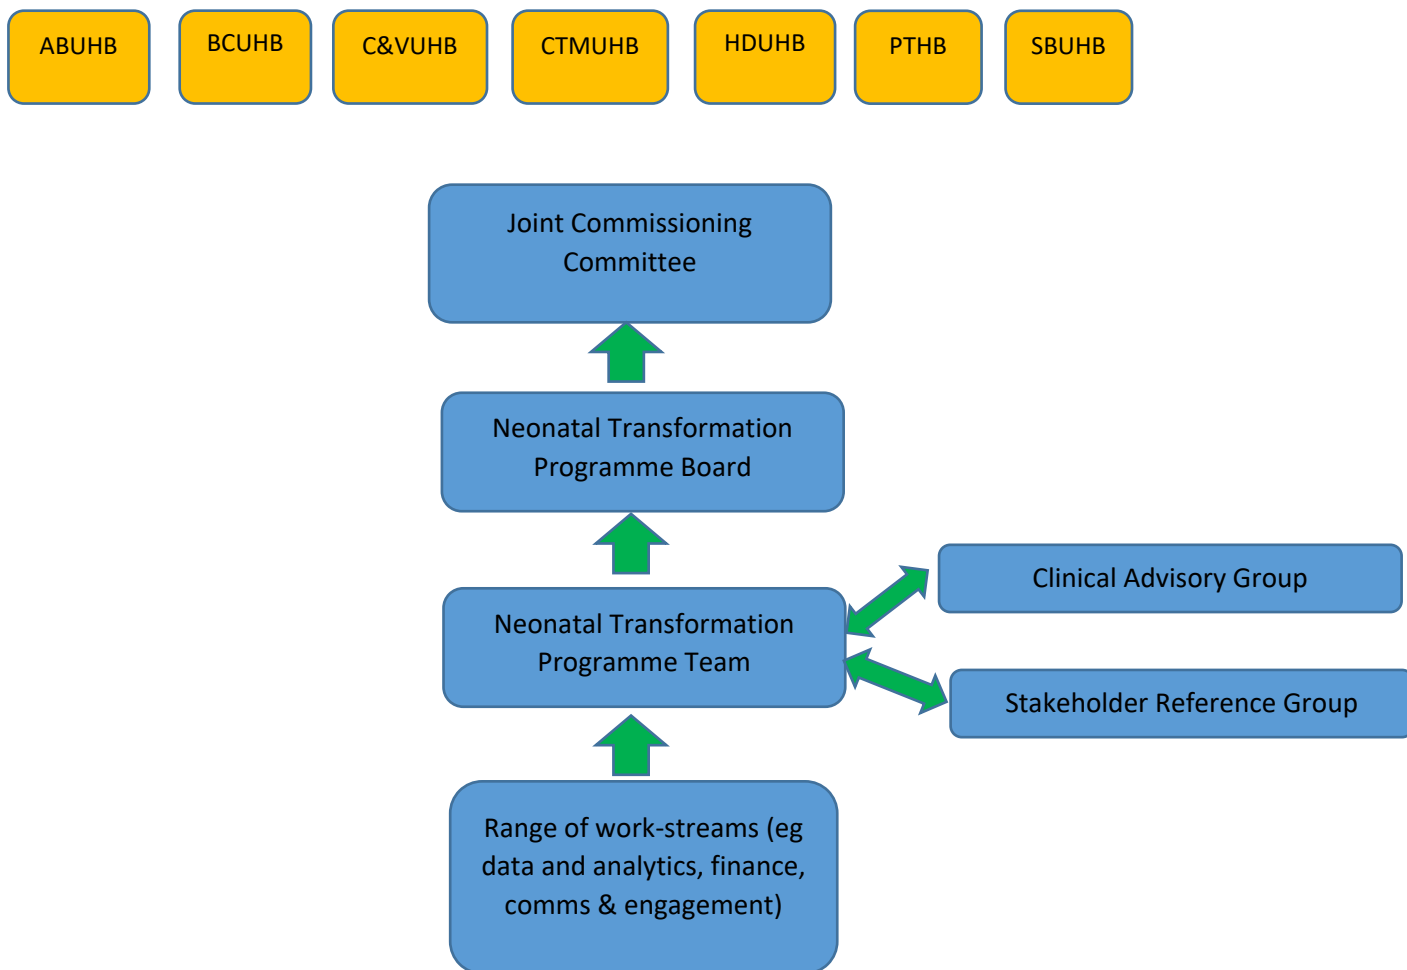 ABUHB
BCUHB
C&VUHB
CTMUHB
HDUHB
PTHB
SBUHB
Joint Commissioning
Committee
Neonatal Transformation
Programme Board
Neonatal Transformation
Programme Team
Clinical Advisory Group
Stakeholder Reference Group
Range of work-streams (eg
data and analytics, finance,
comms & engagement)